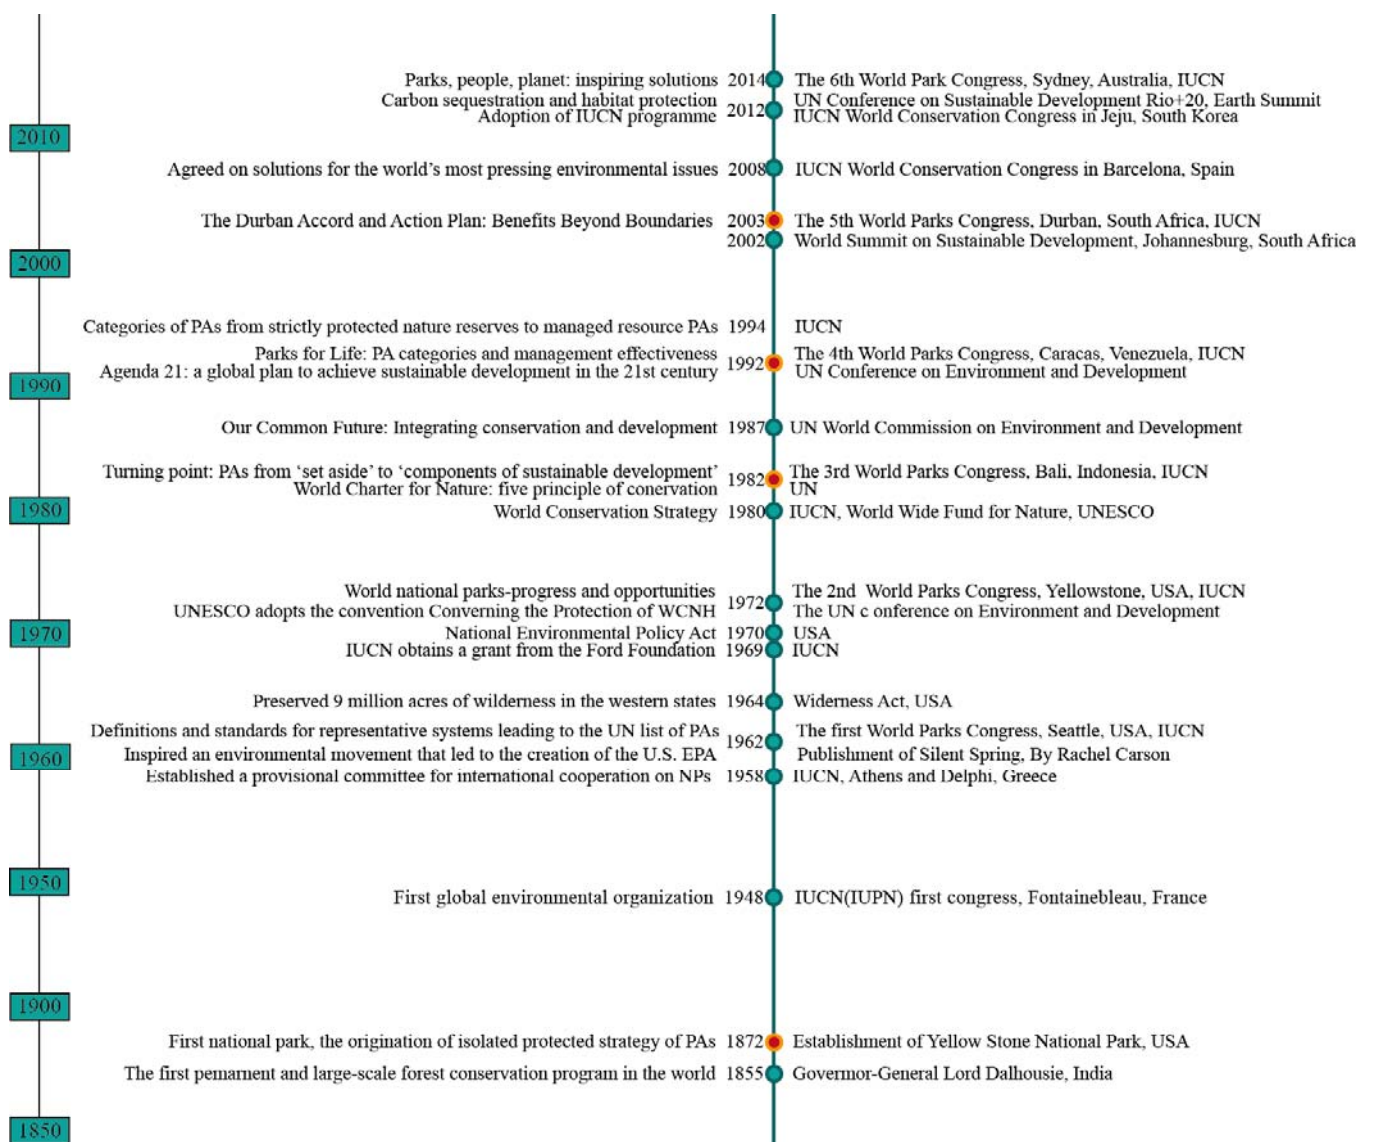 Parks, people, planet: inspiring solutions 2014 The 6th World Park Congress, Sydney, Australia, IUCN
Carbon sequestration and habitat protection UN Conference on Sustainable Development Rio+20, Earth Summit
2012
Adoption of IUCN programme IUCN World Conservation Congress in Jeju, South Korea
2010
Agreed on solutions for the world's most pressing environmental issues 2008 IUCN World Conservation Congress in Barcelona, Spain
The Durban Accord and Action Plan: Benefits Beyond Boundaries 2003 The 5th World Parks Congress, Durban, South Africa, IUCN
2002 World Summit on Sustainable Development, Johannesburg, South Africa
2000
Categories of PAs from strictly protected nature reserves to managed resource PAs 1994 IUCN
Parks for Life: PA categories and management effectiveness The 4th World Parks Congress, Caracas, Venezuela, IUCN
1992
Agenda 21: a global plan to achieve sustainable development in the 21st century UN Conference on Environment and Development
1990
Our Common Future: Integrating conservation and development 1987 UN World Commission on Environment and Development
Turning point: PAs from ‘set aside’ to ‘components of sustainable development’ The 3rd World Parks Congress, Bali, Indonesia, IUCN
1982
World Charter for Nature: five principle of conervation UN
1980
World Conservation Strategy 1980 IUCN, World Wide Fund for Nature, UNESCO
World national parks-progress and opportunities The 2nd World Parks Congress, Yellowstone, USA, IUCN
1972
UNESCO adopts the convention Converning the Protection of WCNH The UN c onference on Environment and Development
1970
National Environmental Policy Act 1970 USA
IUCN obtains a grant from the Ford Foundation 1969 IUCN
Preserved 9 million acres of wilderness in the western states 1964 Widerness Act, USA
Definitions and standards for representative systems leading to the UN list of PAs The first World Parks Congress, Seattle, USA, IUCN
1962
Inspired an environmental movement that led to the creation of the U.S. EPA Publishment of Silent Spring, By Rachel Carson
1960
Established a provisional committee for international cooperation on NPs 1958 IUCN, Athens and Delphi, Greece
1950
First global environmental organization 1948 IUCN(IUPN) first congress, Fontainebleau, France
1900
First national park, the origination of isolated protected strategy of PAs 1872 Establishment of Yellow Stone National Park, USA
The first pemarnent and large-scale forest conservation program in the world 1855 Govermor-General Lord Dalhousie, India
1850